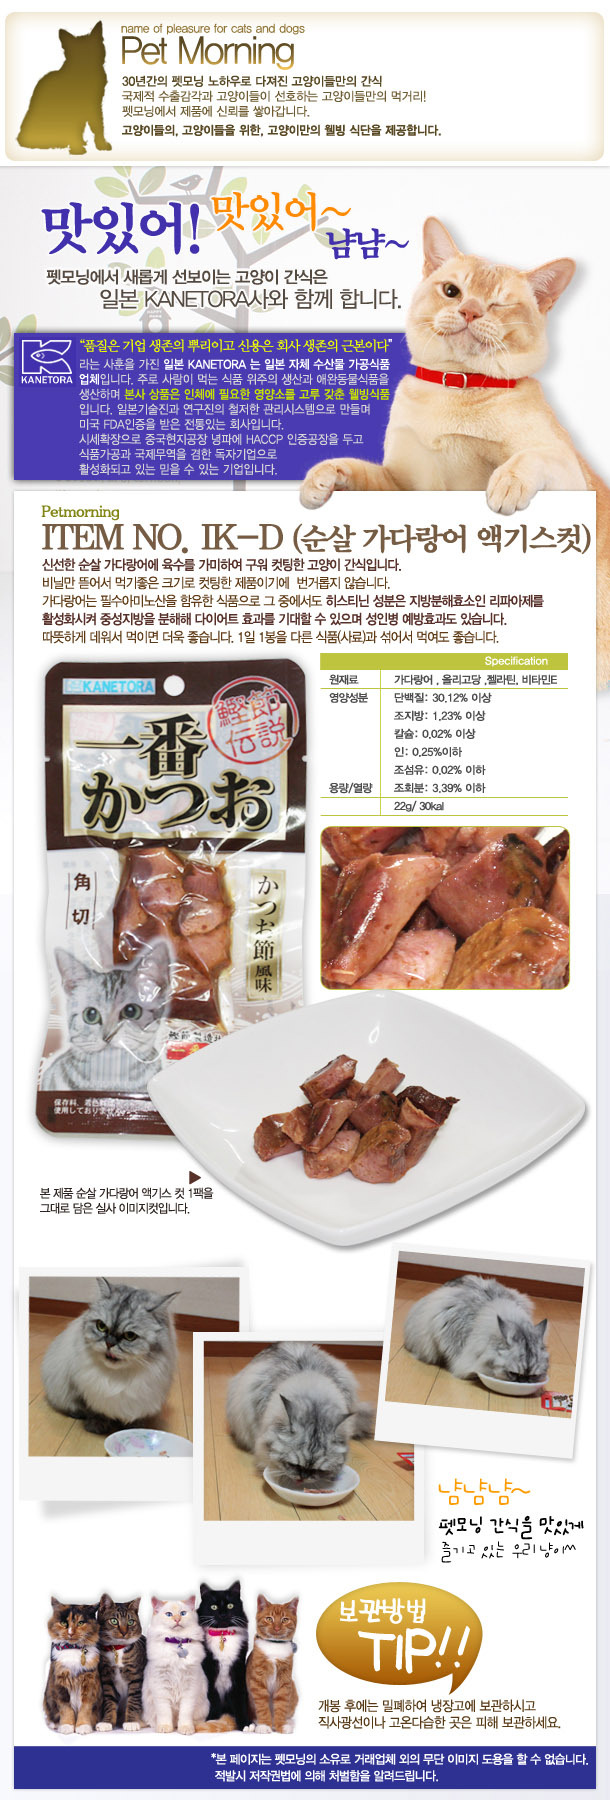 name of pleasure for cats and dogs
Pet Morning
30년간의 펫모닝 노하우로 다져진 고양이들만의 간식
국제적 수출감각과 고양이들이 선호하는 고양이들만의 먹거리!
펫모닝에서 제품에 신뢰를 쌓아갑니다.
고양이들의, 고양이들을 위한, 고양이만의 웰빙 식단을 제공합니다.
맛있어! 맛있어~
냠냠~
펫모닝에서 새롭게 선보이는 고양이 간식은
일본 KANETORA사와 함께 합니다.
K
KANETORA
“품질은 기업 생존의 뿌리이고 신용은 회사 생존의 근본이다”
라는 사훈을 가진 일본 KANETORA 는 일본 자체 수산물 가공식품
업체입니다. 주로 사람이 먹는 식품 위주의 생산과 애완동물식품을
생산하며 본사 상품은 인체에 필요한 영양소를 고루 갖춘 웰빙식품
입니다. 일본기술진과 연구진의 철저한 관리시스템으로 만들며
미국 FDA인증을 받은 전통있는 회사입니다.
시세확장으로 중국현지공장 녕파에 HACCP 인증공장을 두고
식품가공과 국제무역을 겸한 독자기업으로
활성화되고 있는 믿을 수 있는 기업입니다.
Petmorning
ITEM NO. IK-D (순살 가다랑어 액기스컷)
신선한 순살 가다랑어에 육수를 가미하여 구워 컷팅한 고양이 간식입니다.
비닐만 뜯어서 먹기좋은 크기로 컷팅한 제품이기에 번거롭지 않습니다.
가다랑어는 필수아미노산을 함유한 식품으로 그 중에서도 히스티닌 성분은 지방분해효소인 리파아제를
활성화시켜 중성지방을 분해해 다이어트 효과를 기대할 수 있으며 성인병 예방효과도 있습니다.
따뜻하게 데워서 먹이면 더욱 좋습니다. 1일 1봉을 다른 식품(사료)과 섞어서 먹여도 좋습니다.
KANETORA
鰹節
伝説
一番
かつお
角切
かつお節風味
保存料、着色料は
使用しておりません
Specification
원재료 가다랑어 , 올리고당 ,젤라틴, 비타민E
영양성분 단백질: 30.12% 이상
조지방: 1.23% 이상
칼슘: 0.02% 이상
인: 0.25%이하
조섬유: 0.02% 이하
용량/열량 조회분: 3.39% 이하
22g/ 30kal
본 제품 순살 가다랑어 액기스 컷 1팩을
그대로 담은 실사 이미지컷입니다.
냠냠냠~
펫모닝 간식을 맛있게
즐기고 있는 우리 냥이^^
보관방법
TIP!!
개봉 후에는 밀폐하여 냉장고에 보관하시고
직사광선이나 고온다습한 곳은 피해 보관하세요.
*본 페이지는 펫모닝의 소유로 거래업체 외의 무단 이미지 도용을 할 수 없습니다.
적발시 저작권법에 의해 처벌함을 알려드립니다.